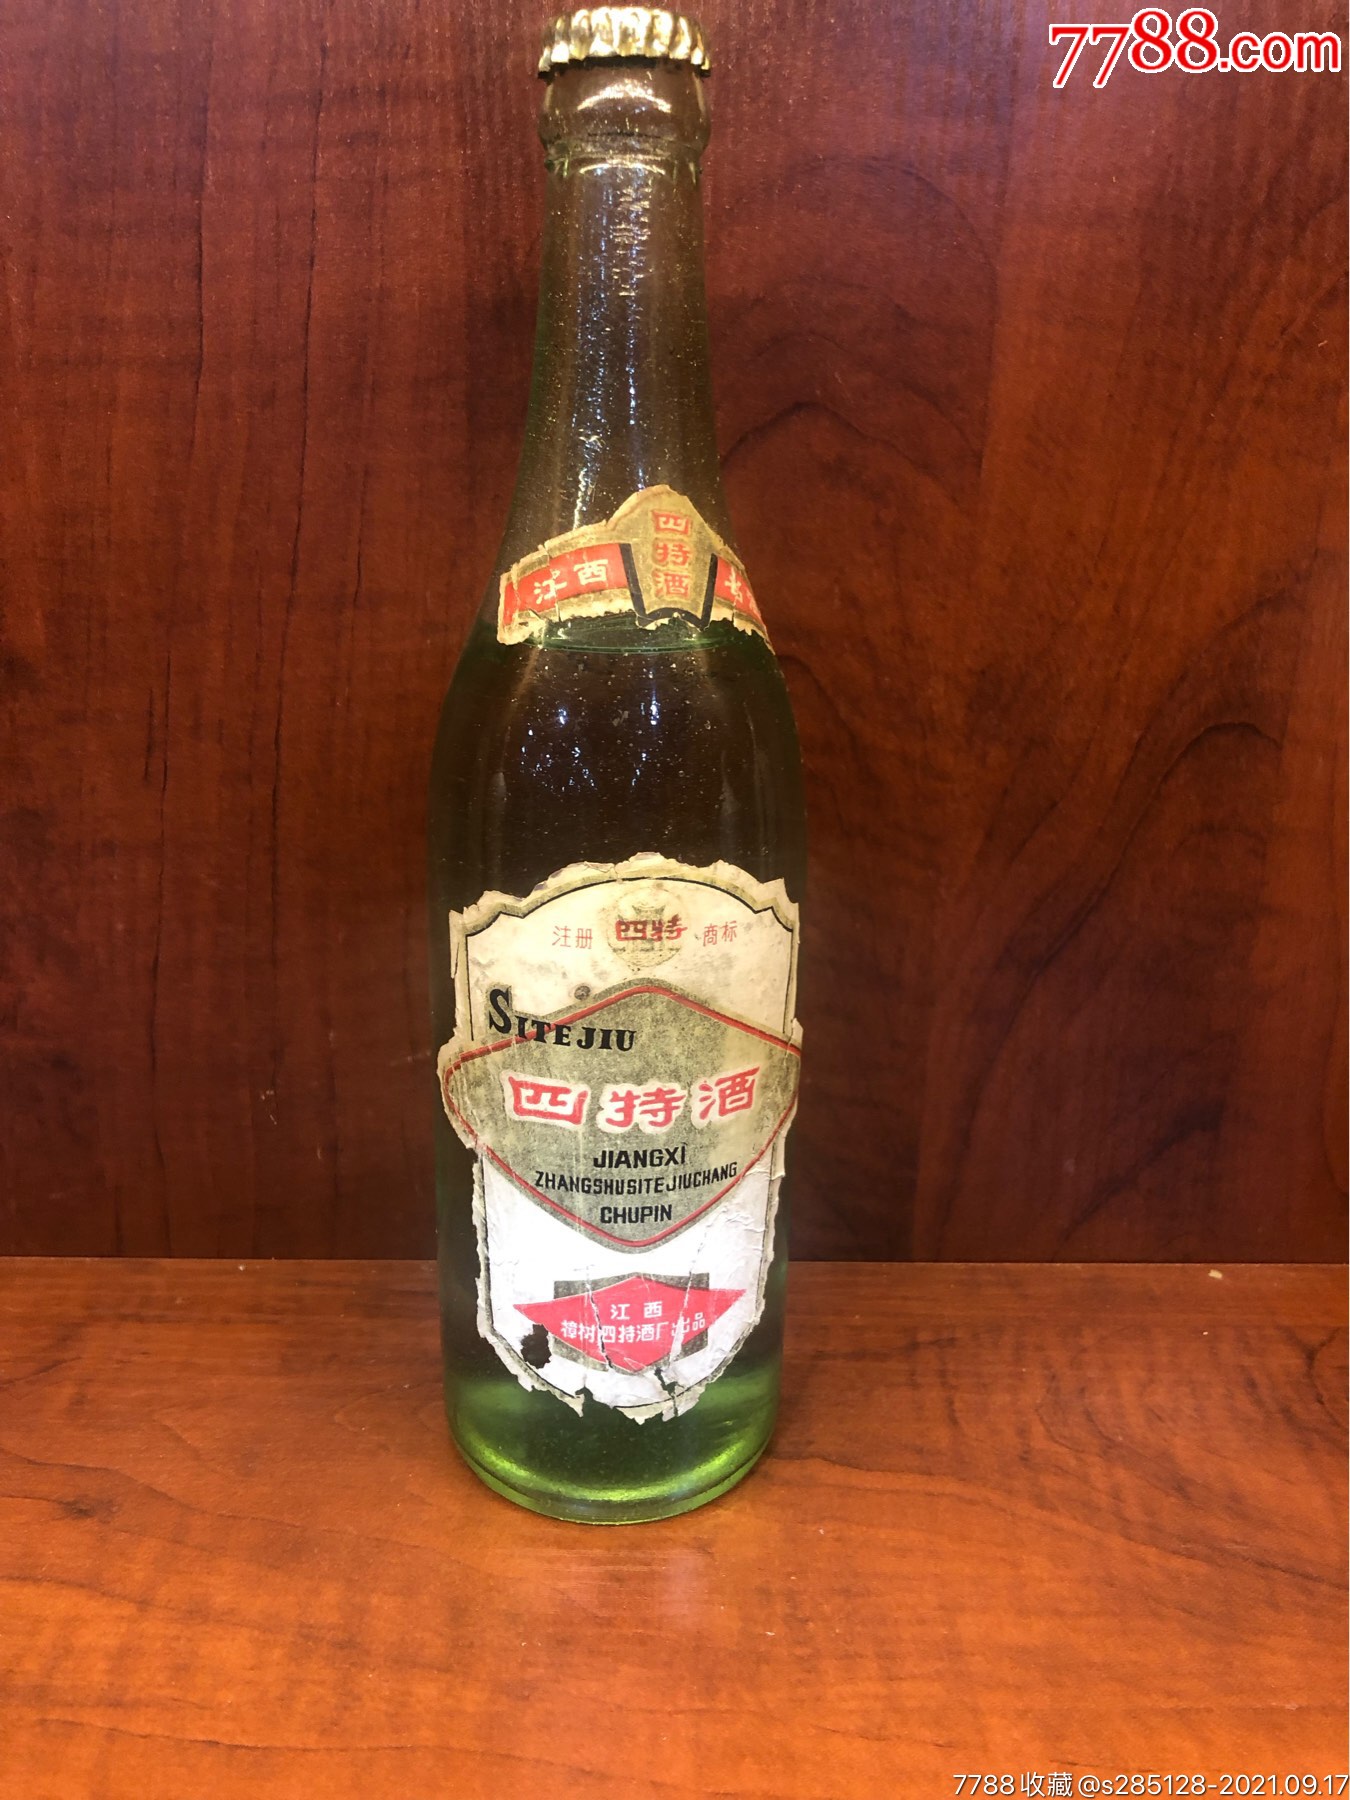 7788.com
四
特
酒
江西
注册 四特 商标
SITE JIU
四特酒
JIANGXI
ZHANGSHUSITEJIUCHANG
CHUPIN
江西
樟树四特酒厂出品
7788收藏@s285128-2021.09.17